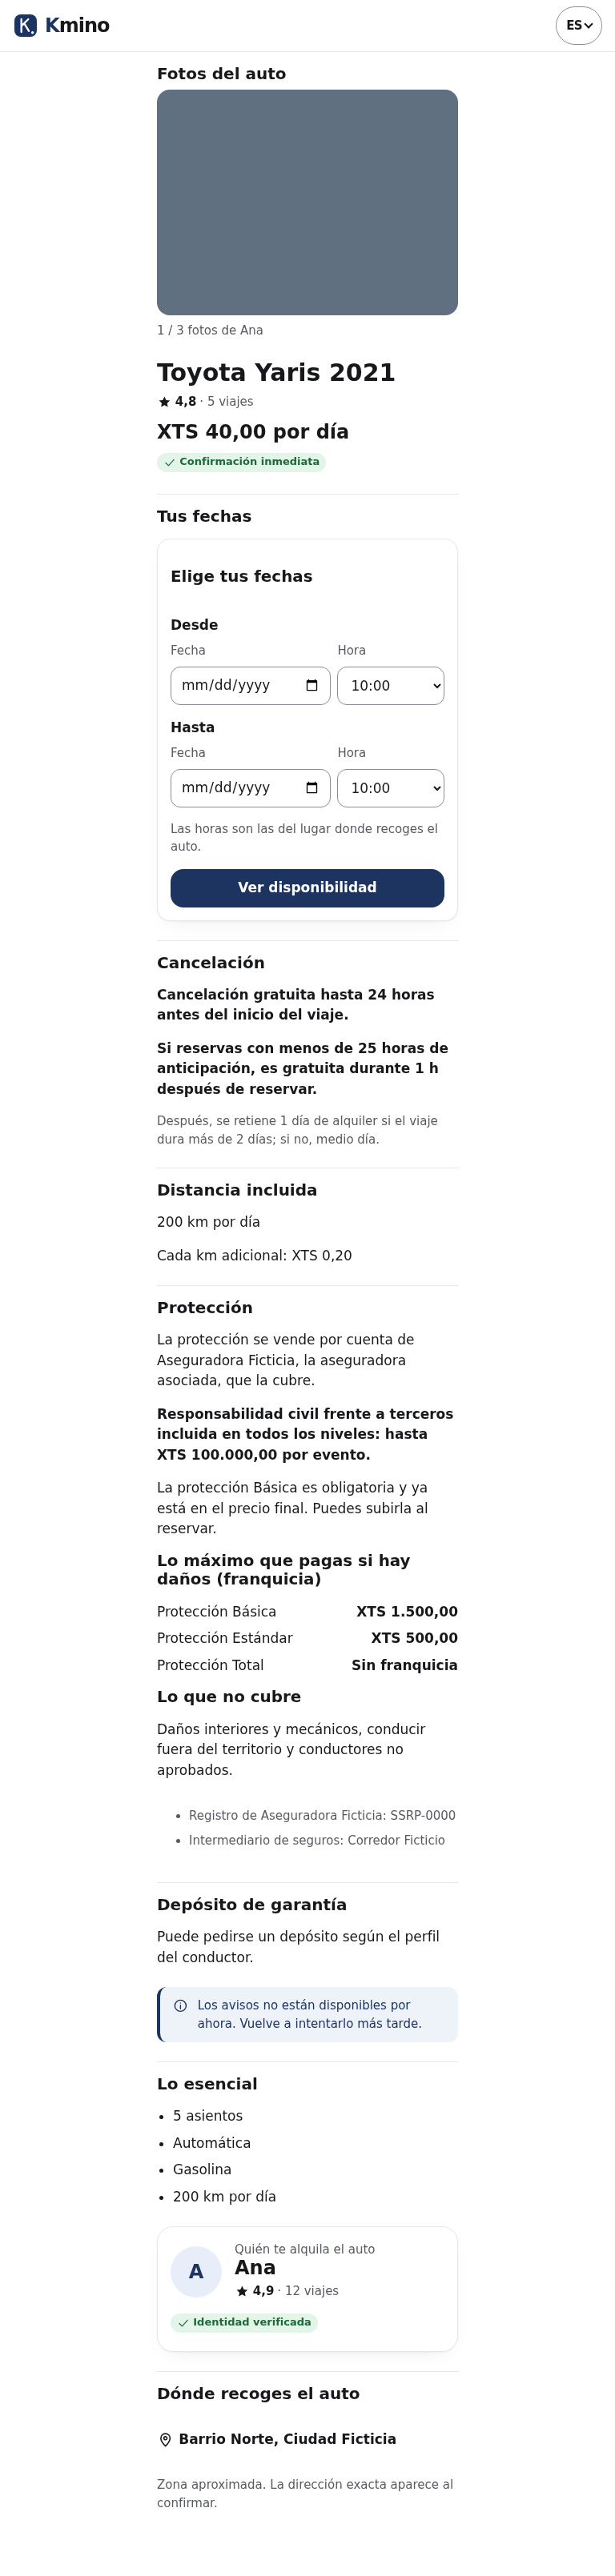 Kmino
ES
Fotos del auto
1 / 3 fotos de Ana
Toyota Yaris 2021
4,8 · 5 viajes
XTS 40,00 por día
Confirmación inmediata
Tus fechas
Elige tus fechas
Desde
Fecha Hora
mm/dd/yyyy 10:00
Hasta
Fecha Hora
mm/dd/yyyy 10:00
Las horas son las del lugar donde recoges el
auto.
Ver disponibilidad
Cancelación
Cancelación gratuita hasta 24 horas
antes del inicio del viaje.
Si reservas con menos de 25 horas de
anticipación, es gratuita durante 1 h
después de reservar.
Después, se retiene 1 día de alquiler si el viaje
dura más de 2 días; si no, medio día.
Distancia incluida
200 km por día
Cada km adicional: XTS 0,20
Protección
La protección se vende por cuenta de
Aseguradora Ficticia, la aseguradora
asociada, que la cubre.
Responsabilidad civil frente a terceros
incluida en todos los niveles: hasta
XTS 100.000,00 por evento.
La protección Básica es obligatoria y ya
está en el precio final. Puedes subirla al
reservar.
Lo máximo que pagas si hay
daños (franquicia)
Protección Básica XTS 1.500,00
Protección Estándar XTS 500,00
Protección Total Sin franquicia
Lo que no cubre
Daños interiores y mecánicos, conducir
fuera del territorio y conductores no
aprobados.
• Registro de Aseguradora Ficticia: SSRP-0000
• Intermediario de seguros: Corredor Ficticio
Depósito de garantía
Puede pedirse un depósito según el perfil
del conductor.
Los avisos no están disponibles por
ahora. Vuelve a intentarlo más tarde.
Lo esencial
• 5 asientos
• Automática
• Gasolina
• 200 km por día
Quién te alquila el auto
A
Ana
4,9 · 12 viajes
Identidad verificada
Dónde recoges el auto
Barrio Norte, Ciudad Ficticia
Zona aproximada. La dirección exacta aparece al
confirmar.